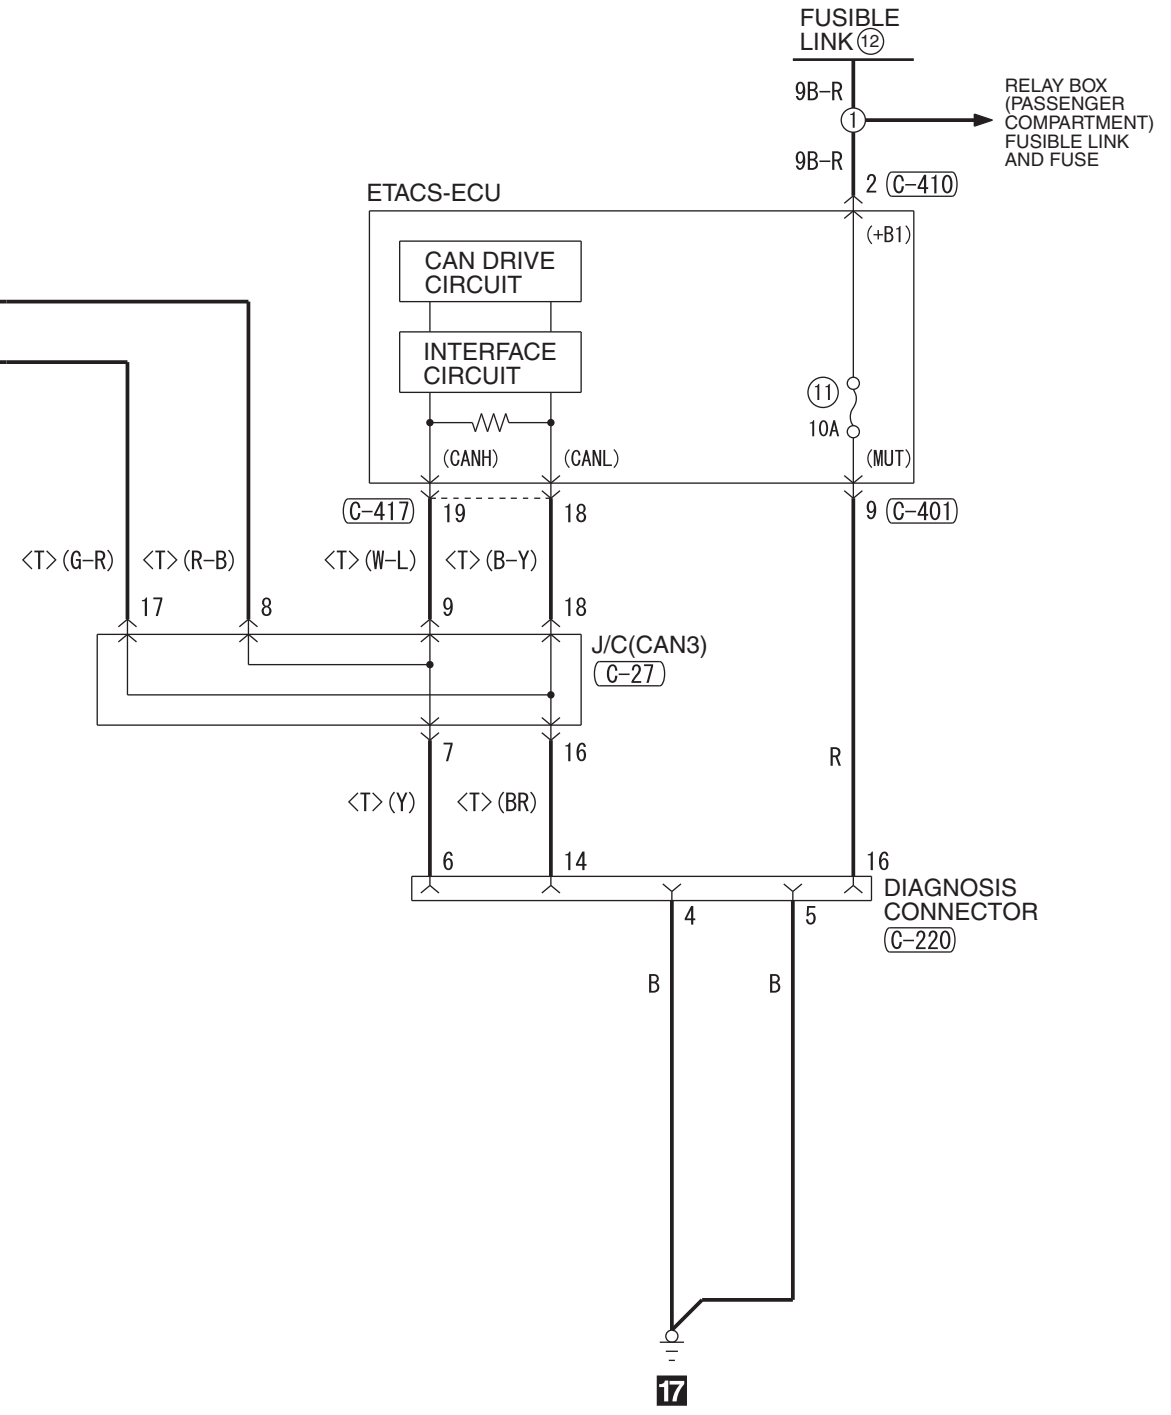 FUSIBLE
LINK ⑫
9B-R
1
RELAY BOX
(PASSENGER
COMPARTMENT)
FUSIBLE LINK
AND FUSE
9B-R
2 (C-410)
ETACS-ECU
(+B1)
CAN DRIVE
CIRCUIT
INTERFACE
CIRCUIT
⑪
10A
(CANH) (CANL) (MUT)
(C-417) 19 18 9 (C-401)
<T>(G-R) <T>(R-B) <T>(W-L) <T>(B-Y)
17 8 9 18
J/C(CAN3)
(C-27)
7 16 R
<T>(Y) <T>(BR)
6 14 16
DIAGNOSIS
CONNECTOR
(C-220)
4 5
B B
17